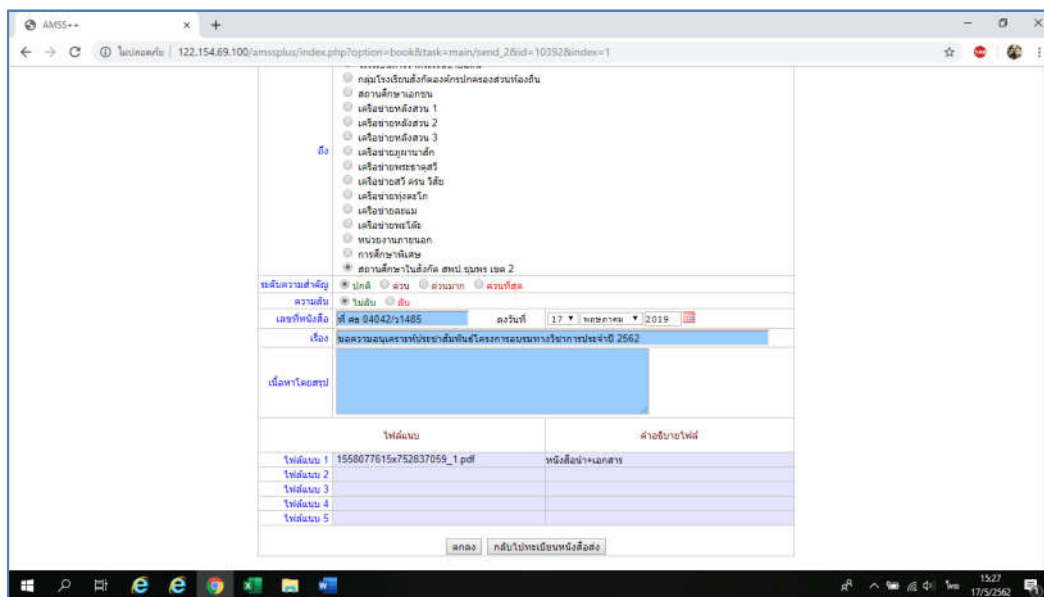 AMSS++
ไม่ปลอดภัย | 122.154.69.100/amssplus/index.php?option=book&task=main/send_2&id=10392&index=1
กลุ่มโรงเรียนสังกัดองค์กรปกครองส่วนท้องถิ่น
สถานศึกษาเอกชน
เครือข่ายหลังสวน 1
เครือข่ายหลังสวน 2
เครือข่ายหลังสวน 3
ถึง
เครือข่ายภูผานาสัก
เครือข่ายพระธาตุสวี
เครือข่ายสวี ครน วิสัย
เครือข่ายทุ่งตะโก
เครือข่ายละแม
เครือข่ายพะโต๊ะ
หน่วยงานภายนอก
การศึกษาพิเศษ
สถานศึกษาในสังกัด สพป.ชุมพร เขต 2
ระดับความสำคัญ ปกติ ด่วน ด่วนมาก ด่วนที่สุด
ความลับ ไม่ลับ ลับ
เลขที่หนังสือ ที่ ศธ 04042/ว1485 ลงวันที่ 17 พฤษภาคม 2019
เรื่อง ขอความอนุเคราะห์ประชาสัมพันธ์โครงการอบรมทางวิชาการประจำปี 2562
เนื้อหาโดยสรุป
ไฟล์แนบ คำอธิบายไฟล์
ไฟล์แนบ 1 1558077615x752837059_1.pdf หนังสือนำ+เอกสาร
ไฟล์แนบ 2
ไฟล์แนบ 3
ไฟล์แนบ 4
ไฟล์แนบ 5
ตกลง กลับไปทะเบียนหนังสือส่ง
ไทย 15:27
17/5/2562